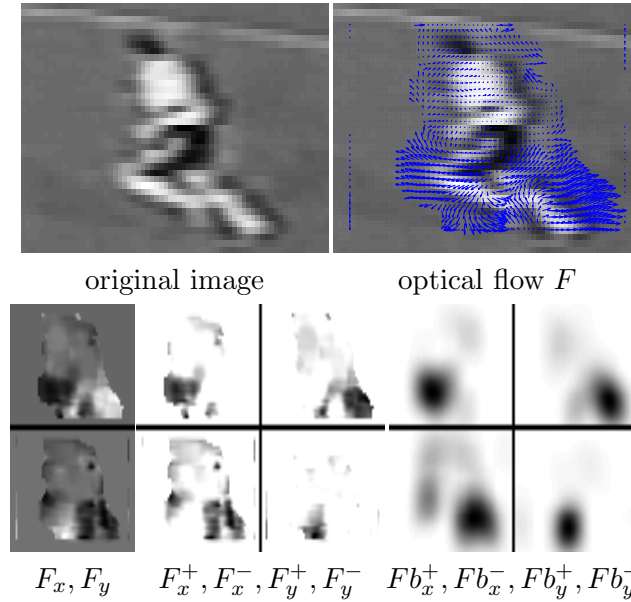 original image
optical flow F
F_x, F_y
F_x^+, F_x^-, F_y^+, F_y^-
Fb_x^+, Fb_x^-, Fb_y^+, Fb_y^-